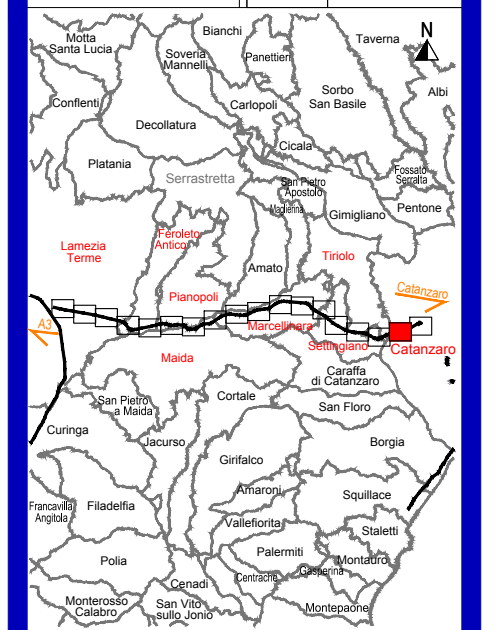 Motta
Santa Lucia
Bianchi
Soveria
Mannelli
Panettieri
Taverna
N
Conflenti
Carlopoli
Sorbo
San Basile
Albi
Decollatura
Cicala
Platania
Serrastretta
San Pietro
Apostolo
Fossato
Serralta
Pentone
Gimigliano
Lamezia
Terme
Feroleto
Antico
Amato
Tiriolo
Pianopoli
Catanzaro
A3
Marcellinara
Settingiano
Catanzaro
Maida
Caraffa
di Catanzaro
San Pietro
a Maida
Cortale
San Floro
Curinga
Jacurso
Borgia
Girifalco
Amaroni
Squillace
Francavilla
Angitola
Filadelfia
Vallefiorita
Staletti
Palermiti
Montauro
Polia
Gasperina
Cenadi
Centrache
Monterosso
Calabro
San Vito
sullo Jonio
Montepaone